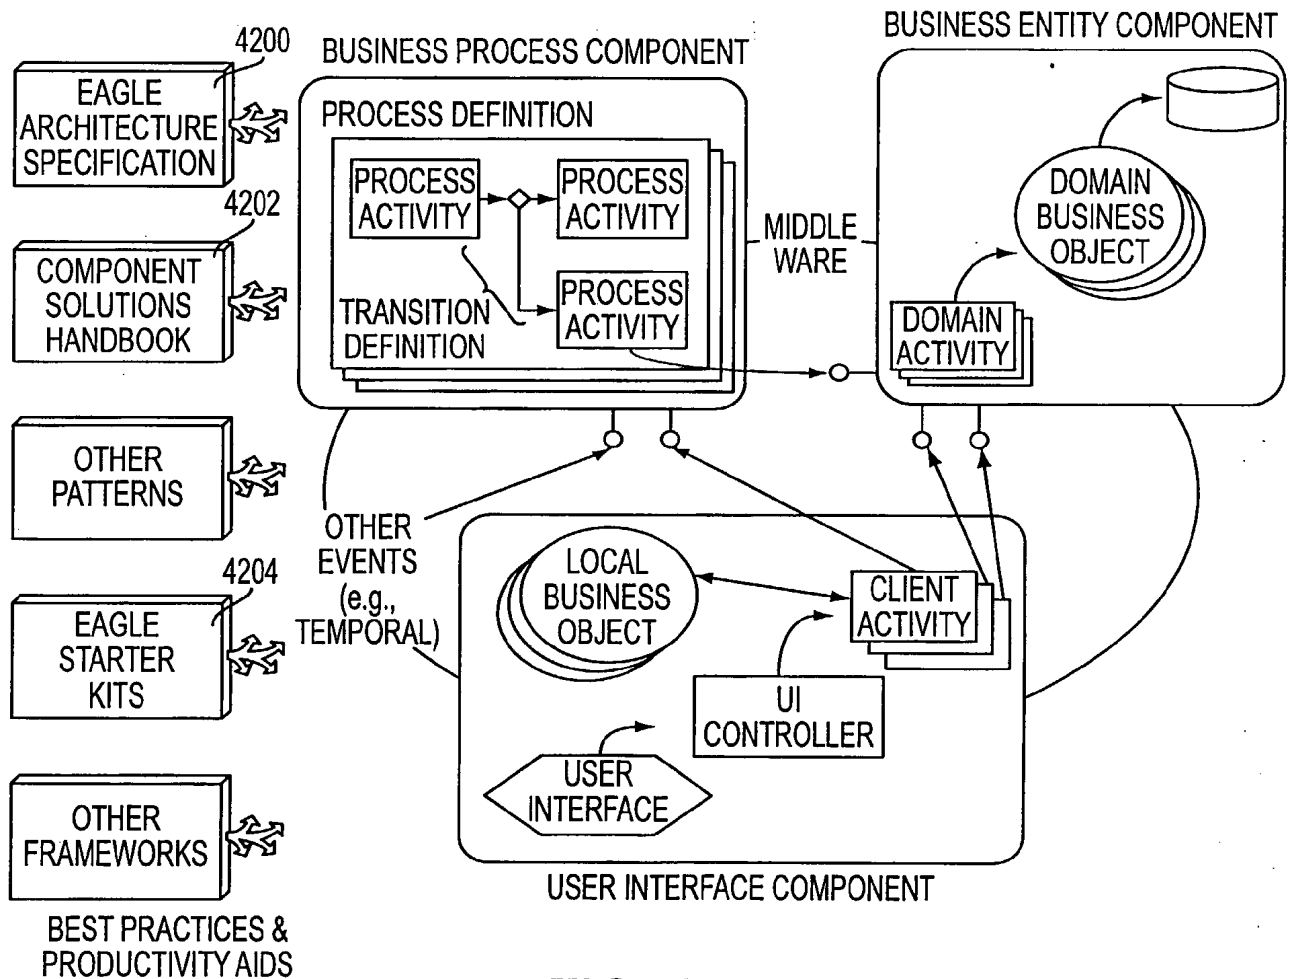 BUSINESS ENTITY COMPONENT
4200
BUSINESS PROCESS COMPONENT
EAGLE
ARCHITECTURE
SPECIFICATION
PROCESS DEFINITION
PROCESS
ACTIVITY
PROCESS
ACTIVITY
PROCESS
ACTIVITY
TRANSITION
DEFINITION
MIDDLE
WARE
DOMAIN
BUSINESS
OBJECT
DOMAIN
ACTIVITY
4202
COMPONENT
SOLUTIONS
HANDBOOK
OTHER
PATTERNS
OTHER
EVENTS
(e.g.,
TEMPORAL)
LOCAL
BUSINESS
OBJECT
CLIENT
ACTIVITY
4204
EAGLE
STARTER
KITS
UI
CONTROLLER
USER
INTERFACE
OTHER
FRAMEWORKS
USER INTERFACE COMPONENT
BEST PRACTICES &
PRODUCTIVITY AIDS